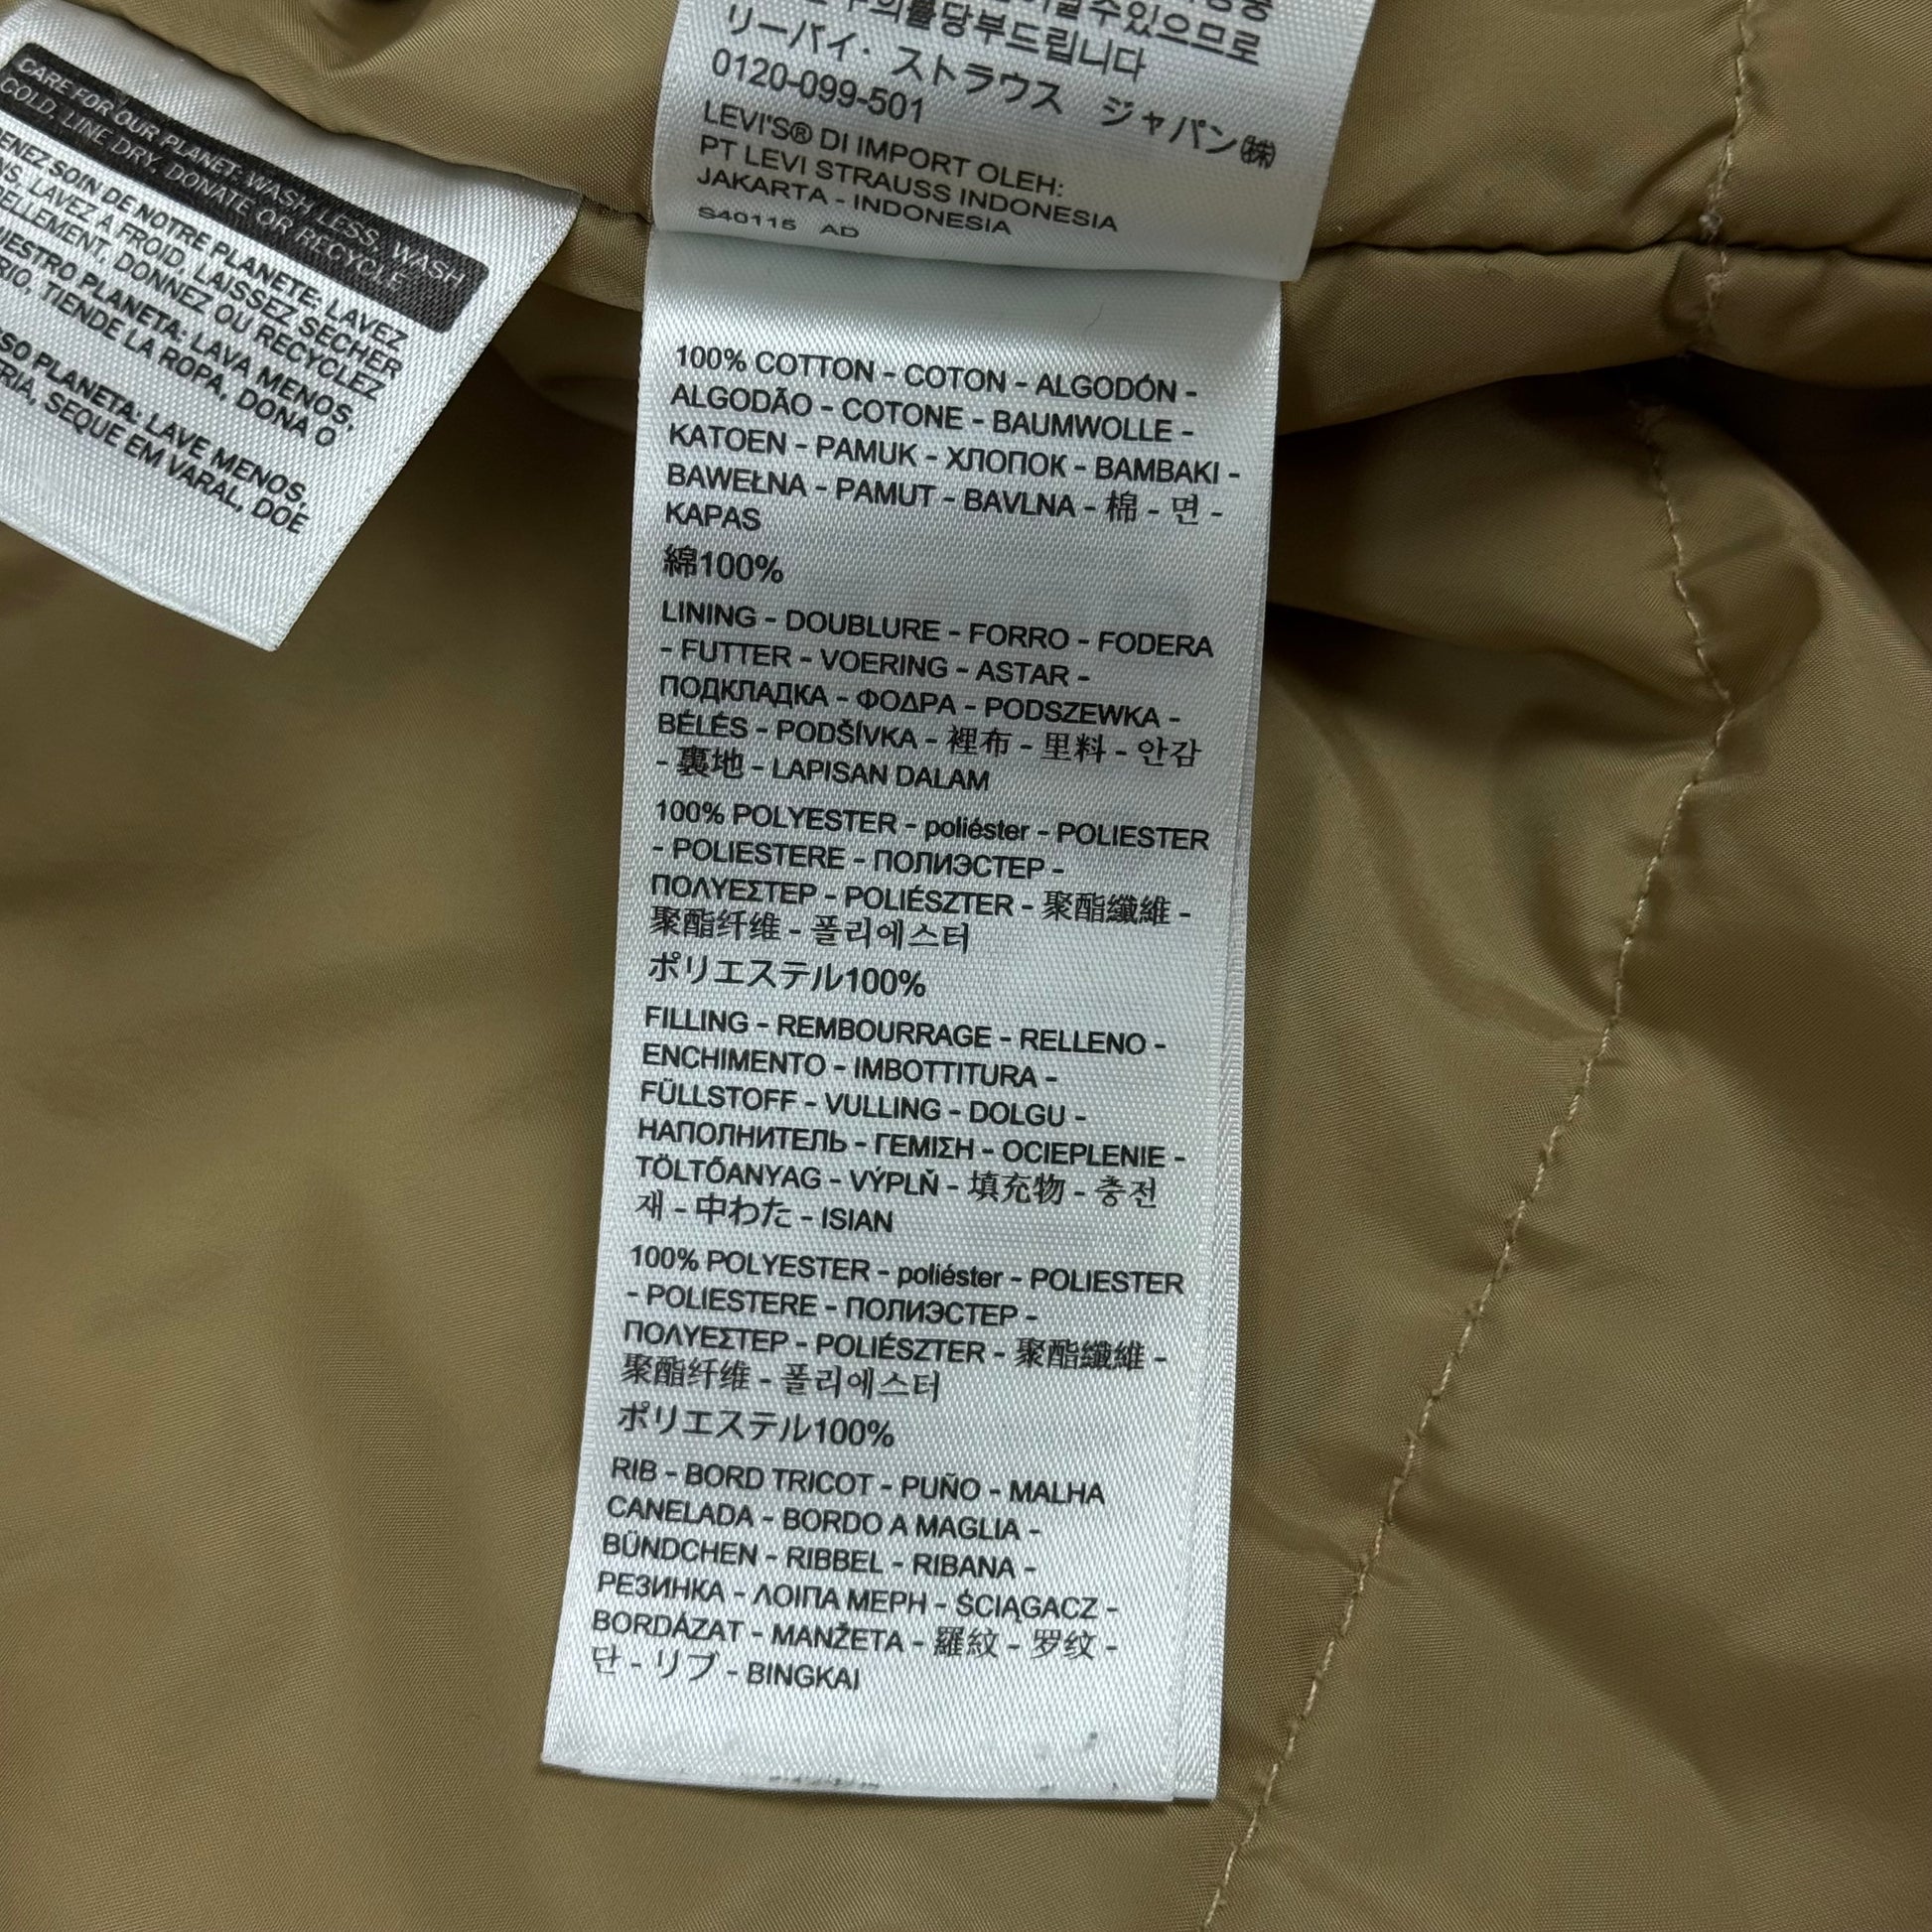 CARE FOR OUR PLANET: WASH LESS, WASH
COLD, LINE DRY, DONATE OR RECYCLE
SOIN DE NOTRE PLANETE: LAVEZ
LAVEZ À FROID, LAISSEZ SÉCHER
DONNEZ OU RECYCLEZ
PLANETA: LAVA MENOS,
TIENDE LA ROPA, DONA O
PLANETA: LAVE MENOS,
SEQUE EM VARAL, DOE
주의를당부드립니다
リーバイ・ストラウス ジャパン㈱
0120-099-501
LEVI'S® DI IMPORT OLEH:
PT LEVI STRAUSS INDONESIA
JAKARTA - INDONESIA
S40115 AD
100% COTTON - COTON - ALGODÓN -
ALGODÃO - COTONE - BAUMWOLLE -
KATOEN - PAMUK - ХЛОПОК - BAMBAKI -
BAWEŁNA - PAMUT - BAVLNA - 棉 - 면 -
KAPAS
綿100%
LINING - DOUBLURE - FORRO - FODERA
- FUTTER - VOERING - ASTAR -
ПОДКЛАДКА - ΦΟΔΡΑ - PODSZEWKA -
BÉLÉS - PODŠÍVKA - 裡布 - 里料 - 안감
- 裏地 - LAPISAN DALAM
100% POLYESTER - poliéster - POLIESTER
- POLIESTERE - ПОЛИЭСТЕР -
ΠΟΛΥΕΣΤΕΡ - POLIÉSZTER - 聚酯纖維 -
聚酯纤维 - 폴리에스터
ポリエステル100%
FILLING - REMBOURRAGE - RELLENO -
ENCHIMENTO - IMBOTTITURA -
FÜLLSTOFF - VULLING - DOLGU -
НАПОЛНИТЕЛЬ - ΓΕΜΙΣΗ - OCIEPLENIE -
TÖLTŐANYAG - VÝPLŇ - 填充物 - 충전
재 - 中わた - ISIAN
100% POLYESTER - poliéster - POLIESTER
- POLIESTERE - ПОЛИЭСТЕР -
ΠΟΛΥΕΣΤΕΡ - POLIÉSZTER - 聚酯纖維 -
聚酯纤维 - 폴리에스터
ポリエステル100%
RIB - BORD TRICOT - PUÑO - MALHA
CANELADA - BORDO A MAGLIA -
BÜNDCHEN - RIBBEL - RIBANA -
РЕЗИНКА - ΛΟΙΠΑ ΜΕΡΗ - ŚCIĄGACZ -
BORDÁZAT - MANŽETA - 羅紋 - 罗纹 -
단 - リブ - BINGKAI